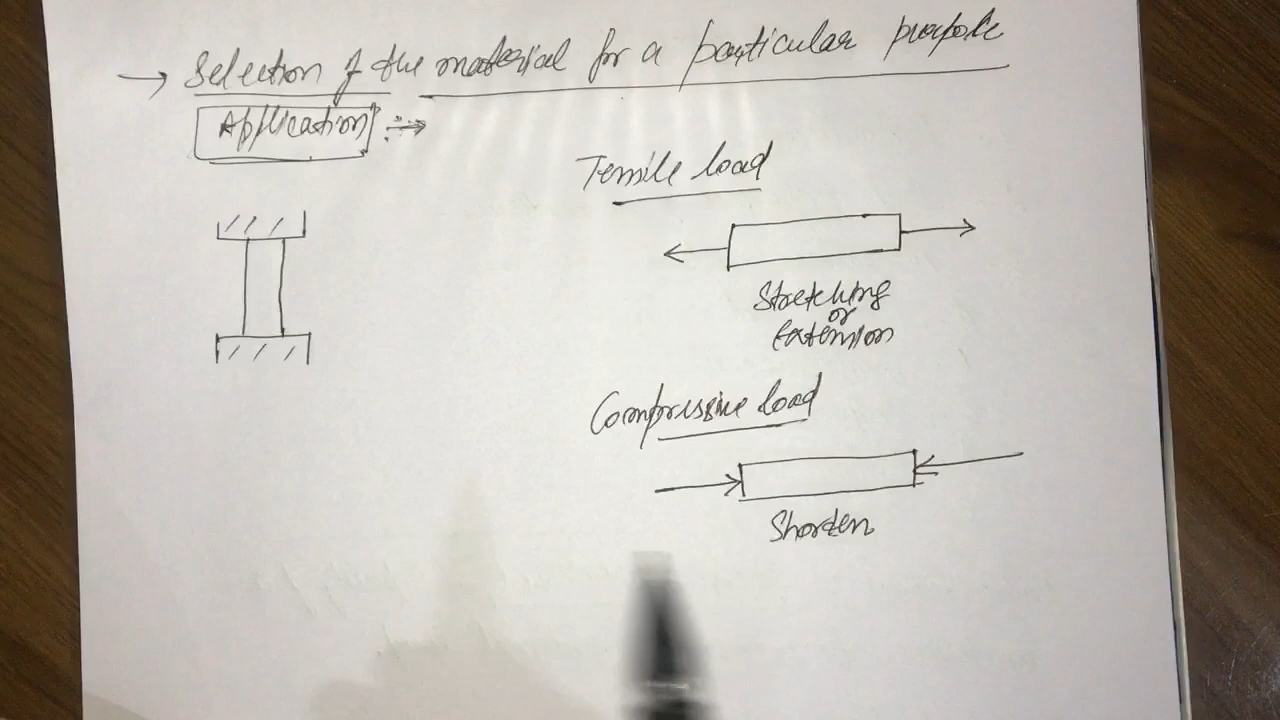 → Selection of the material for a particular purpose
Application :⇒
Tensile load
Stretching
or
Extension
Compressive load
Shorten